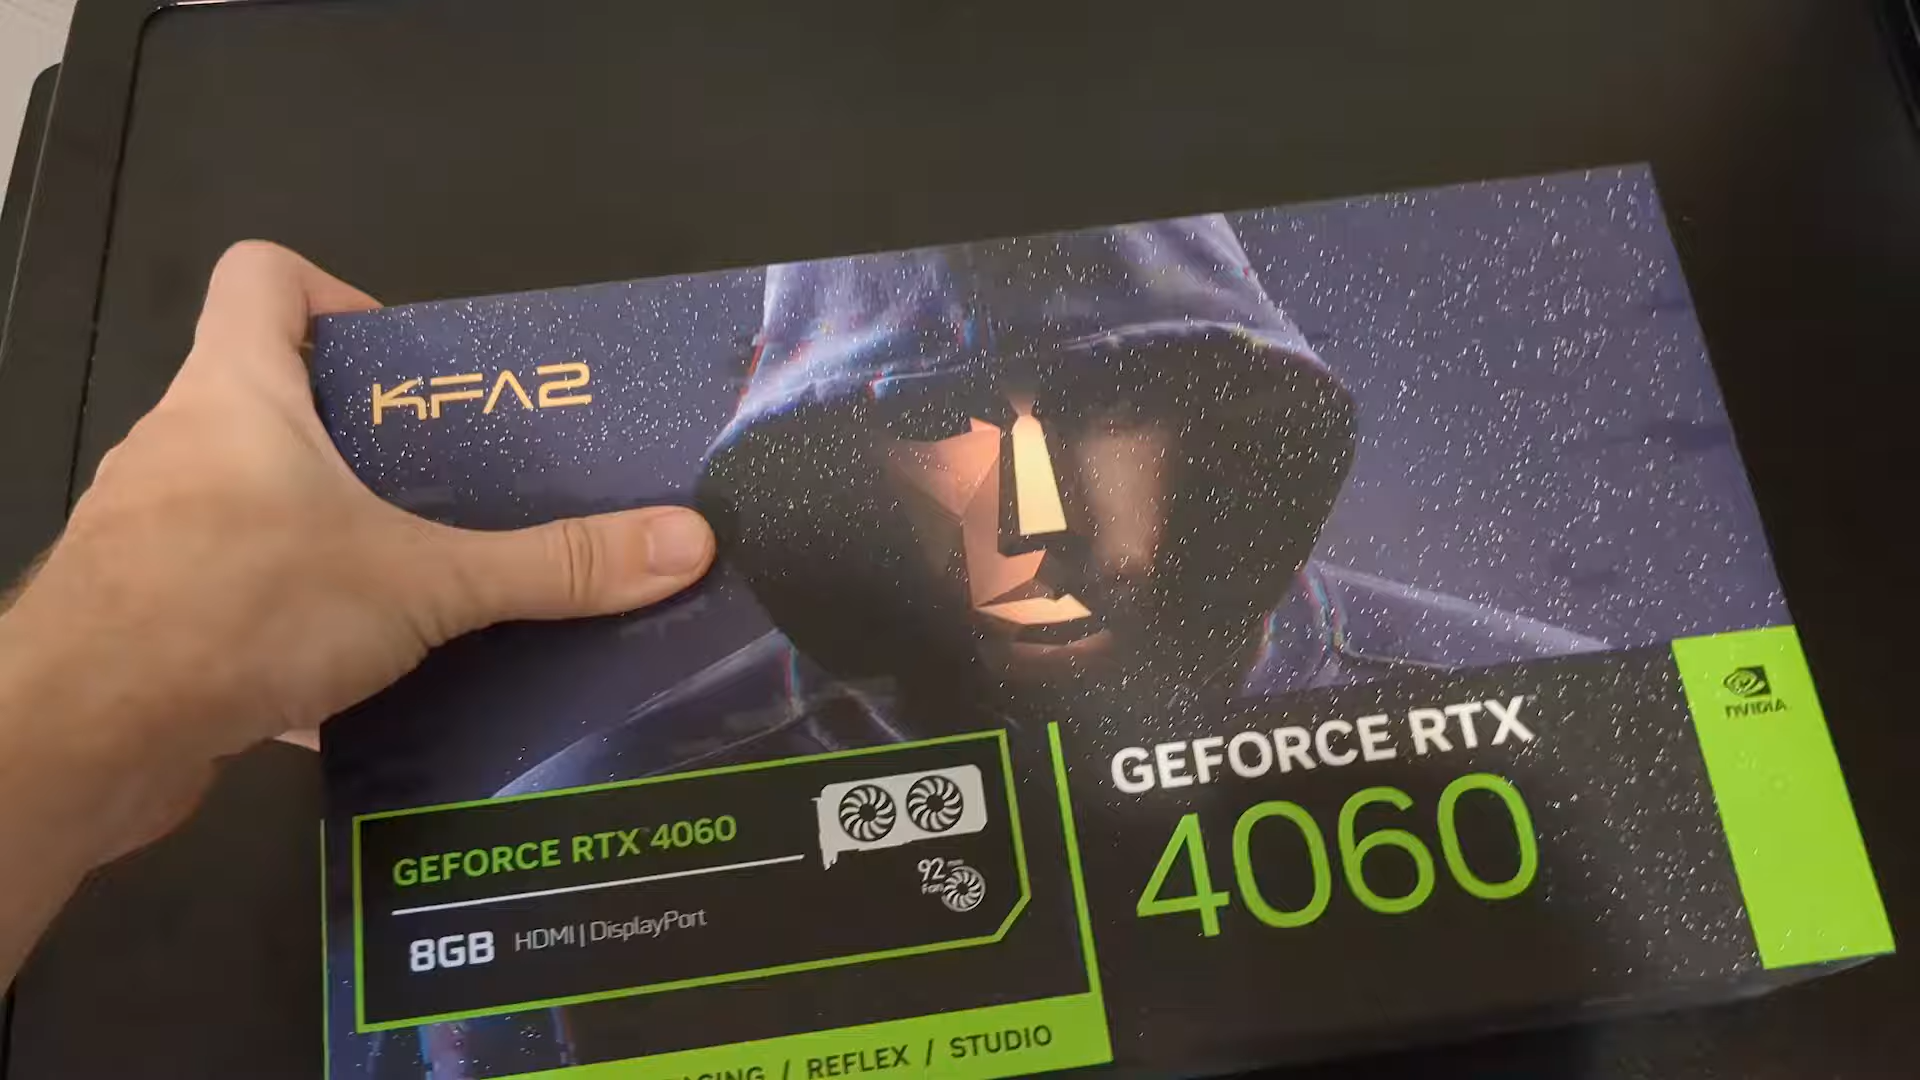 KFA2
GEFORCE RTX
4060
NVIDIA
GEFORCE RTX 4060
8GB HDMI | DisplayPort
92
Fan
/ REFLEX / STUDIO